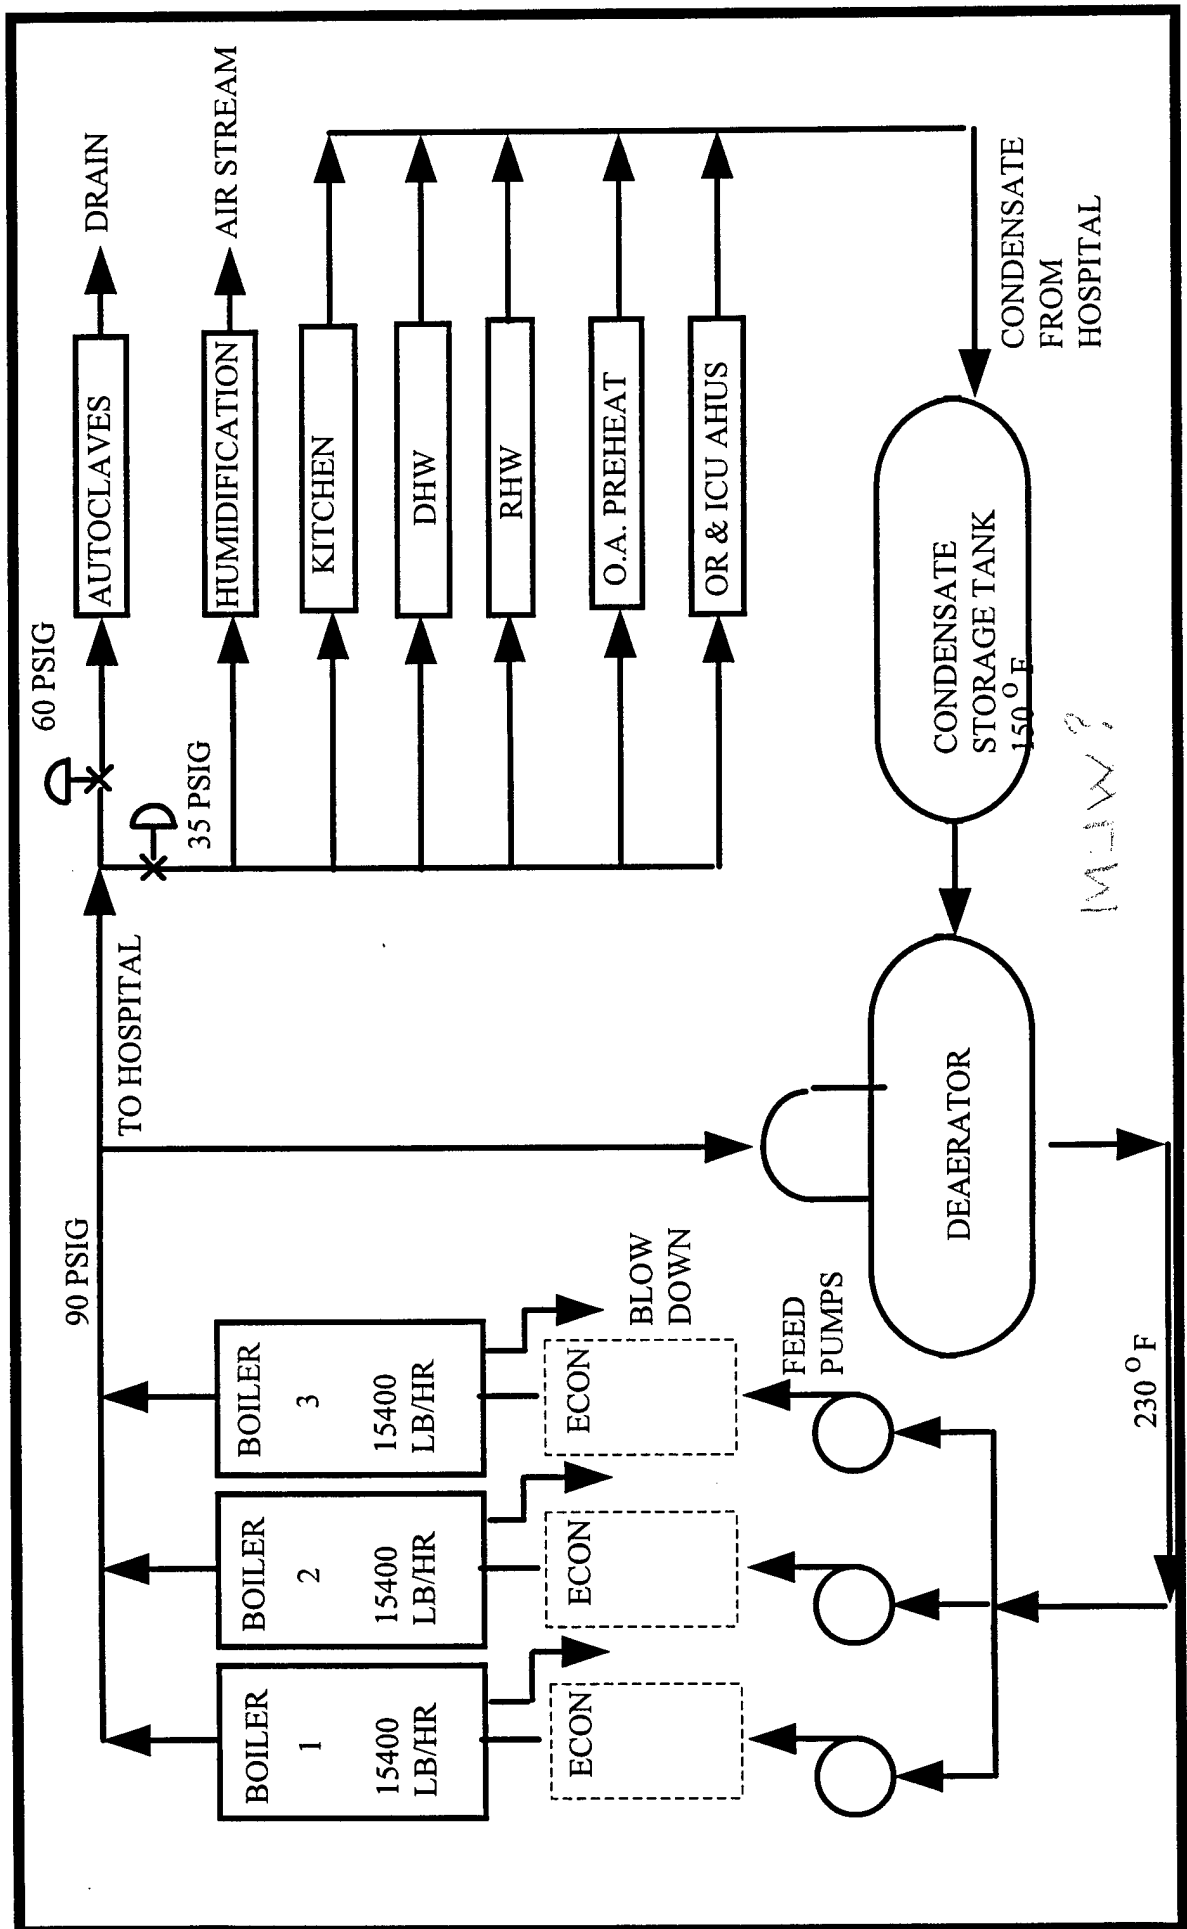 90 PSIG
TO HOSPITAL
60 PSIG
35 PSIG
AUTOCLAVES
DRAIN
HUMIDIFICATION
AIR STREAM
KITCHEN
DHW
RHW
O.A. PREHEAT
OR & ICU AHUS
BOILER
1
15400
LB/HR
BOILER
2
15400
LB/HR
BOILER
3
15400
LB/HR
ECON
ECON
ECON
BLOW
DOWN
FEED
PUMPS
DEAERATOR
CONDENSATE
STORAGE TANK
150 °F
CONDENSATE
FROM
HOSPITAL
230 °F